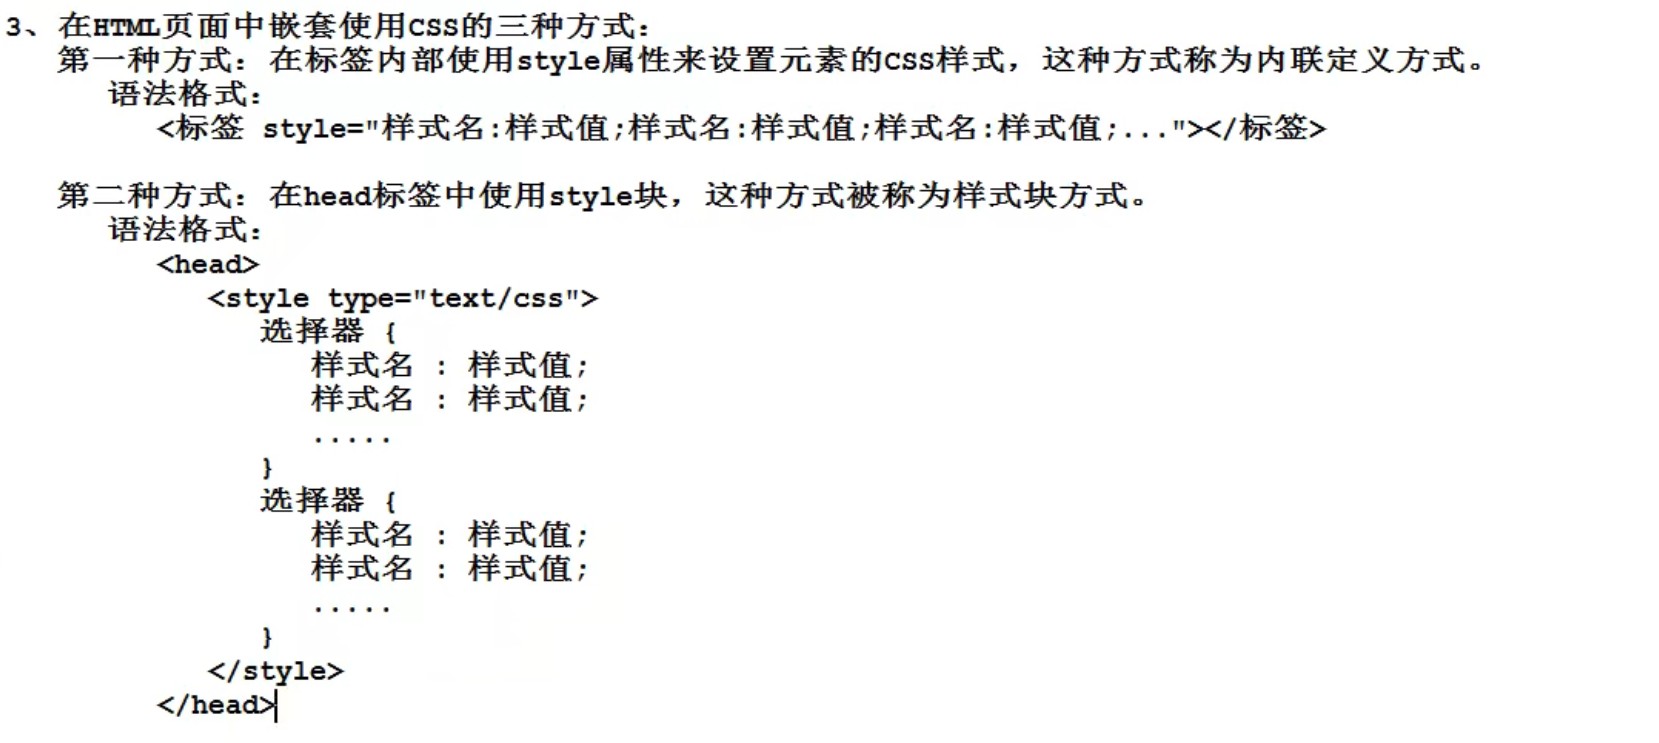 3、在HTML页面中嵌套使用CSS的三种方式：
第一种方式：在标签内部使用style属性来设置元素的CSS样式，这种方式称为内联定义方式。
语法格式：
<标签 style="样式名:样式值;样式名:样式值;样式名:样式值;..."></标签>
第二种方式：在head标签中使用style块，这种方式被称为样式块方式。
语法格式：
<head>
<style type="text/css">
选择器 {
样式名 : 样式值;
样式名 : 样式值;
.....
}
选择器 {
样式名 : 样式值;
样式名 : 样式值;
.....
}
</style>
</head>